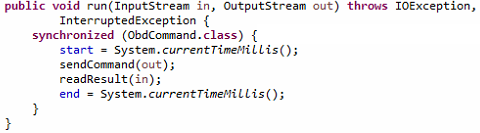 public void run(InputStream in, OutputStream out) throws IOException,
        InterruptedException {
    synchronized (ObdCommand.class) {
        start = System.currentTimeMillis();
        sendCommand(out);
        readResult(in);
        end = System.currentTimeMillis();
    }
}